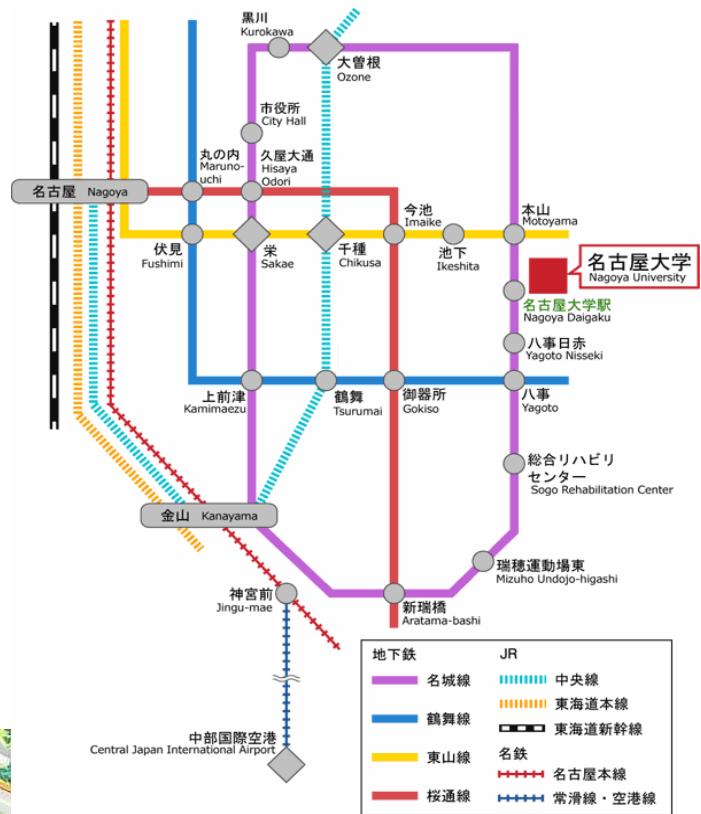 黒川
Kurokawa
大曽根
Ozone
市役所
City Hall
丸の内
Maruno-
uchi
久屋大通
Hisaya
Odori
名古屋 Nagoya
今池
Imaike
本山
Motoyama
伏見
Fushimi
栄
Sakae
千種
Chikusa
池下
Ikeshita
名古屋大学
Nagoya University
名古屋大学駅
Nagoya Daigaku
八事日赤
Yagoto Nisseki
上前津
Kamimaezu
鶴舞
Tsurumai
御器所
Gokiso
八事
Yagoto
総合リハビリ
センター
Sogo Rehabilitation Center
金山 Kanayama
瑞穂運動場東
Mizuho Undojo-higashi
神宮前
Jingu-mae
新瑞橋
Aratama-bashi
中部国際空港
Central Japan International Airport
地下鉄
名城線
鶴舞線
東山線
桜通線
JR
中央線
東海道本線
東海道新幹線
名鉄
名古屋本線
常滑線・空港線